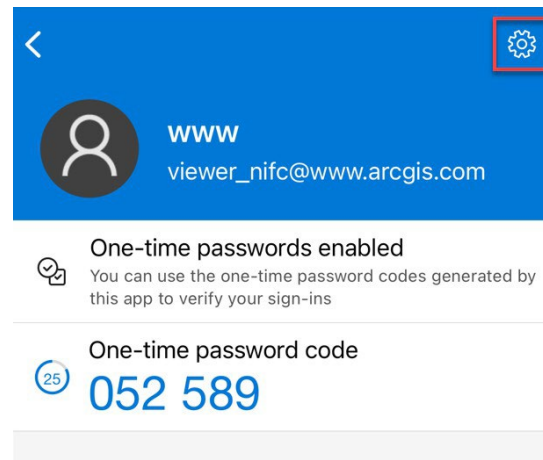 www
viewer_nifc@www.arcgis.com
One-time passwords enabled
You can use the one-time password codes generated by
this app to verify your sign-ins
One-time password code
25
052 589